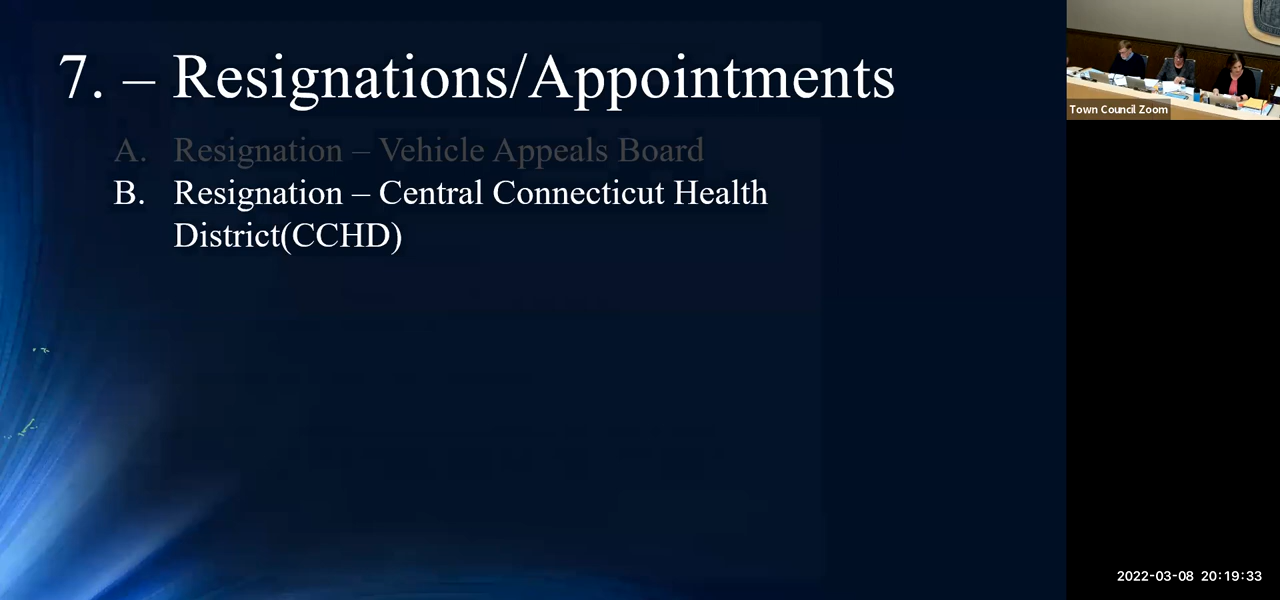 7. – Resignations/Appointments
A. Resignation – Vehicle Appeals Board
B. Resignation – Central Connecticut Health
District(CCHD)
Town Council Zoom
2022-03-08 20:19:33